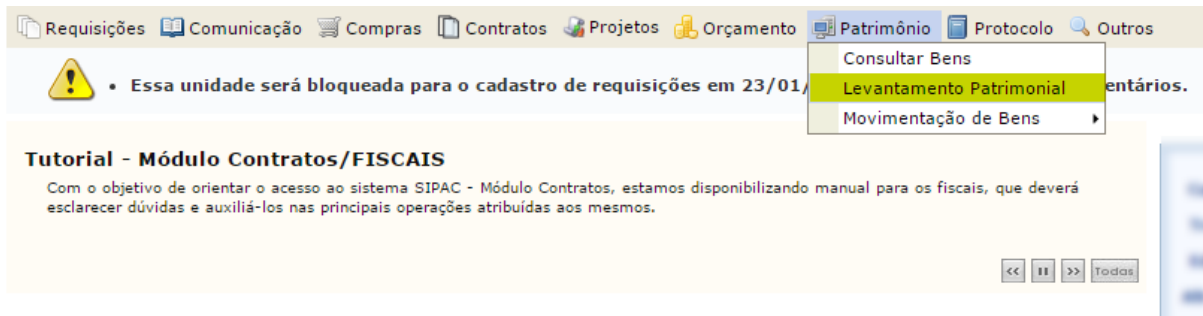 Requisições Comunicação Compras Contratos Projetos Orçamento Patrimônio Protocolo Outros
Consultar Bens
• Essa unidade será bloqueada para o cadastro de requisições em 23/01/
Levantamento Patrimonial
Movimentação de Bens
Tutorial - Módulo Contratos/FISCAIS
Com o objetivo de orientar o acesso ao sistema SIPAC - Módulo Contratos, estamos disponibilizando manual para os fiscais, que deverá
esclarecer dúvidas e auxiliá-los nas principais operações atribuídas aos mesmos.
<< II >> Todas